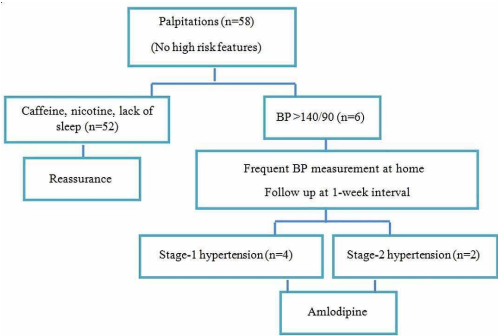 Palpitations (n=58)
(No high risk features)
Caffeine, nicotine, lack of
sleep (n=52)
BP >140/90 (n=6)
Reassurance
Frequent BP measurement at home
Follow up at 1-week interval
Stage-1 hypertension (n=4)
Stage-2 hypertension (n=2)
Amlodipine